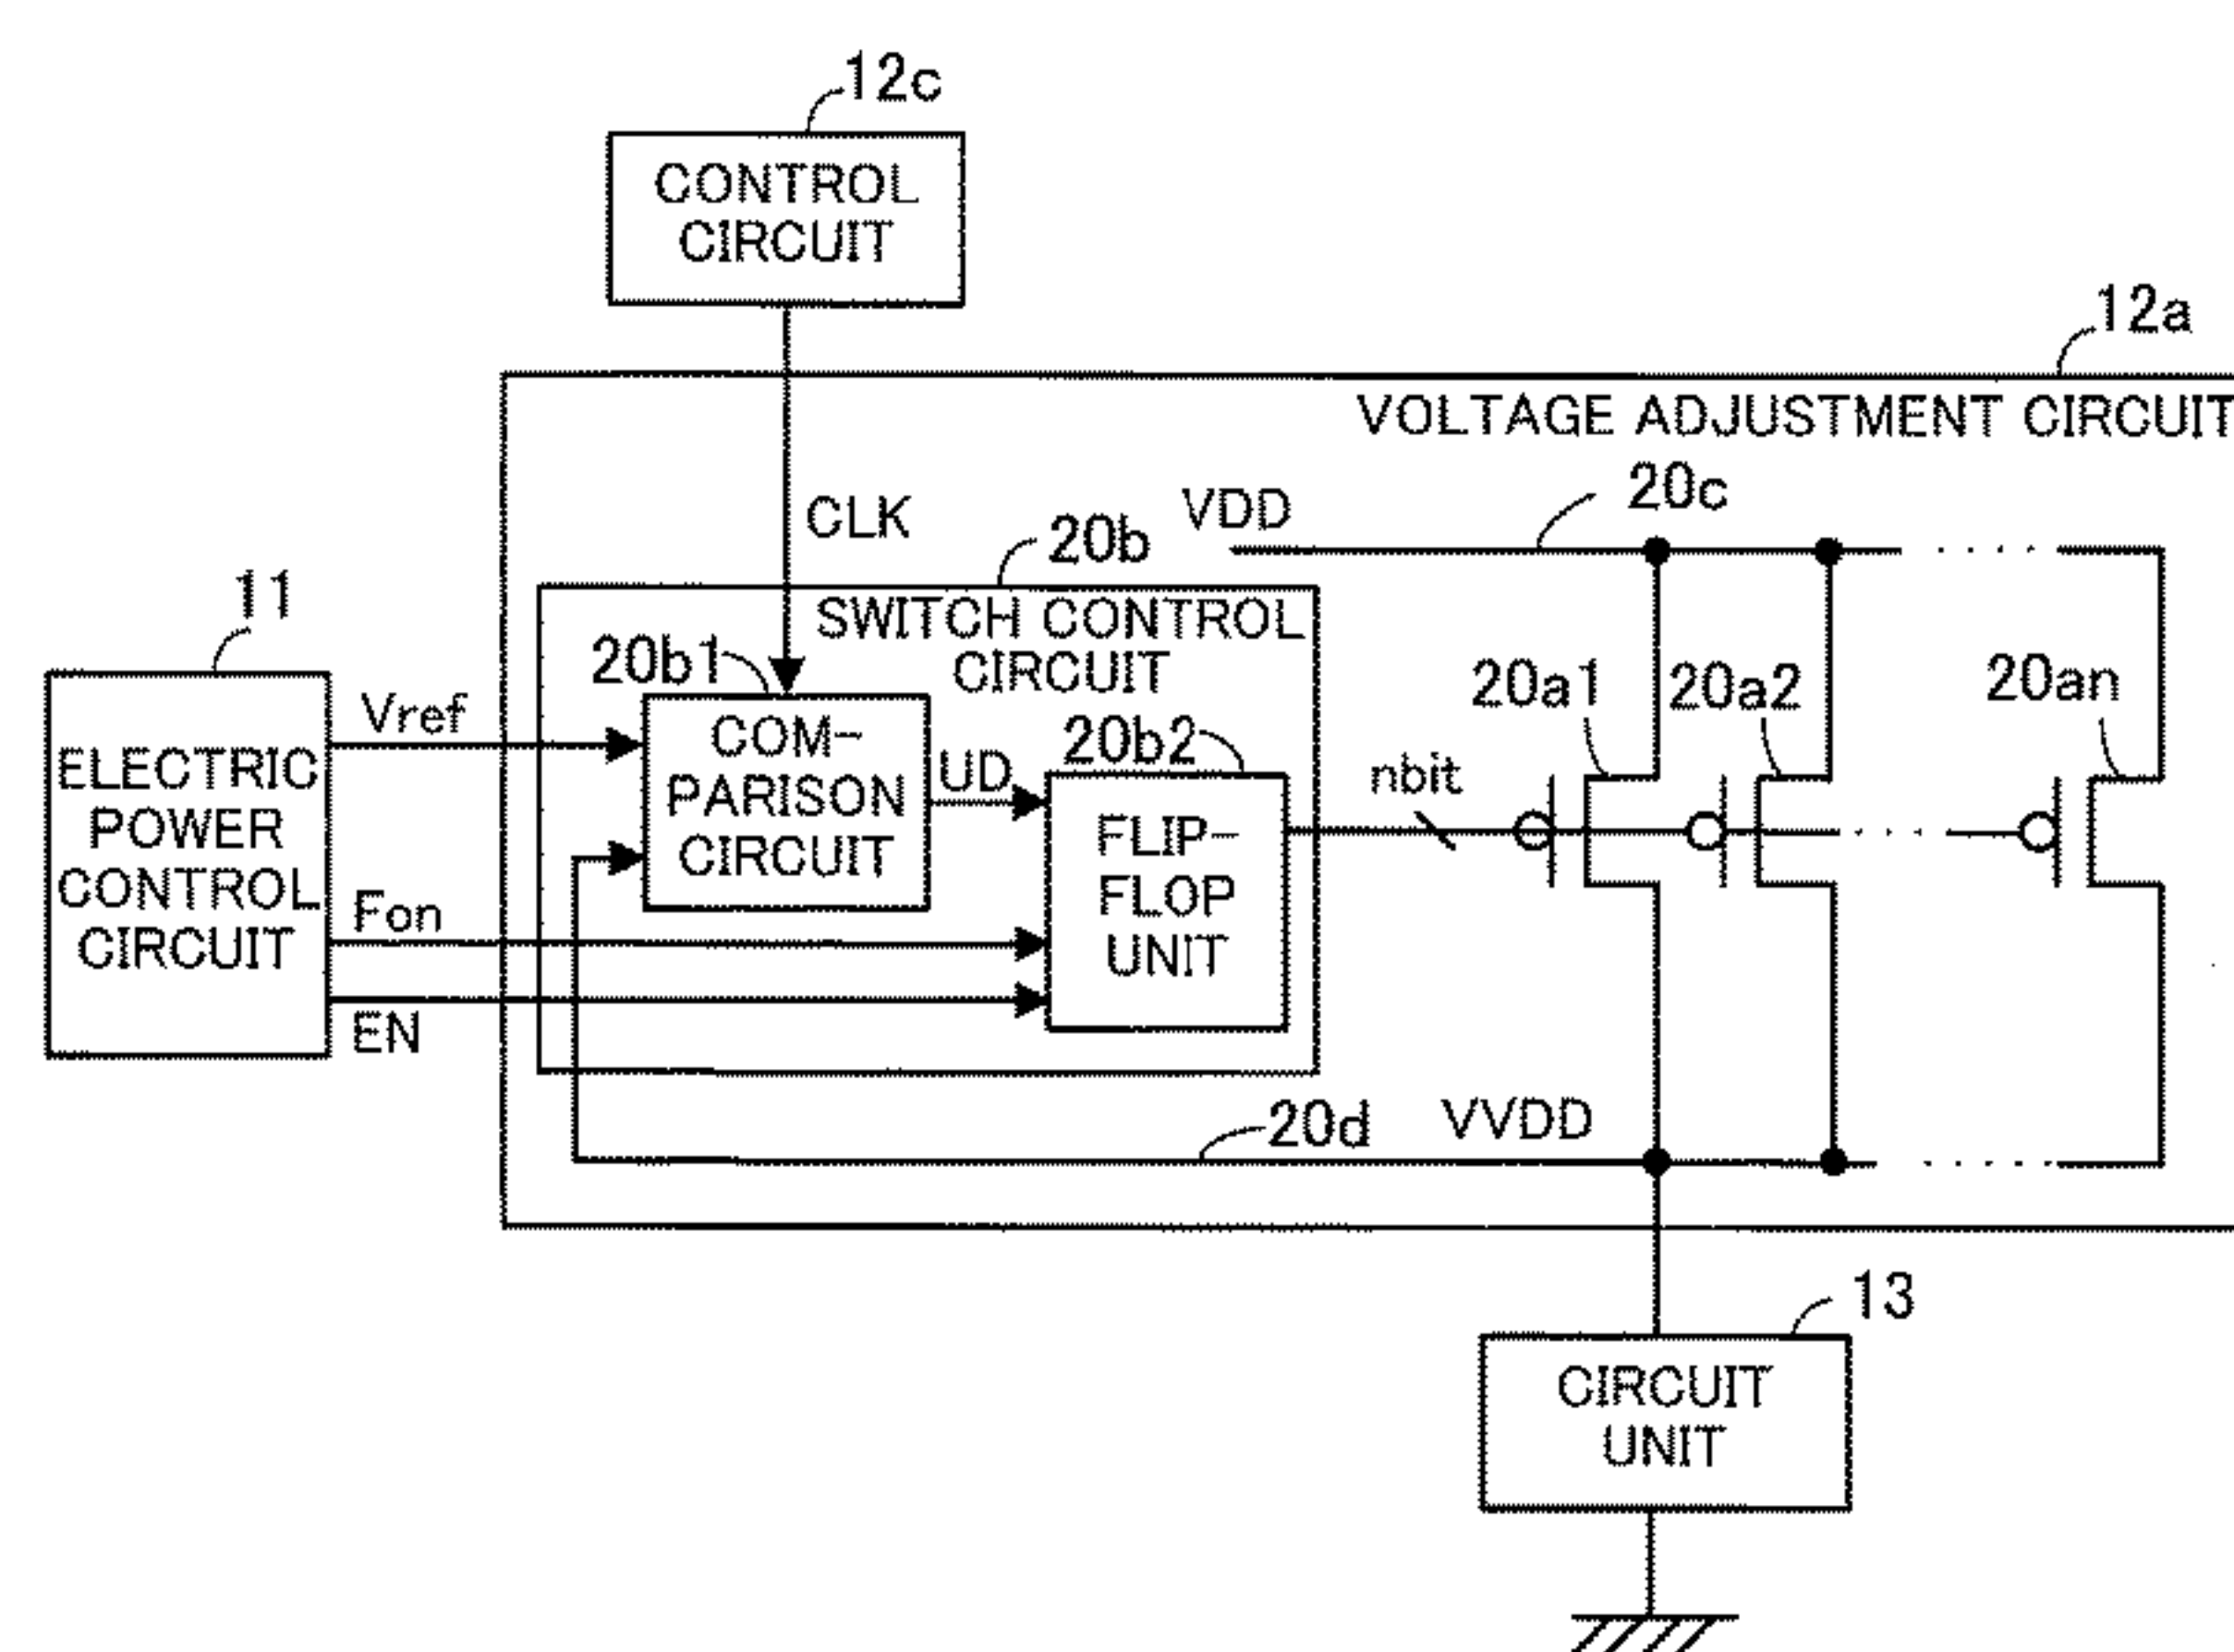 12c
CONTROL
CIRCUIT
12a
VOLTAGE ADJUSTMENT CIRCUIT
CLK
VDD
20c
20b
11
SWITCH CONTROL
CIRCUIT
20b1
20a1
20a2
20an
Vref
COM-
PARISON
CIRCUIT
UD
20b2
nbit
ELECTRIC
POWER
CONTROL
CIRCUIT
FLIP-
FLOP
UNIT
Fon
EN
20d
VVDD
13
CIRCUIT
UNIT